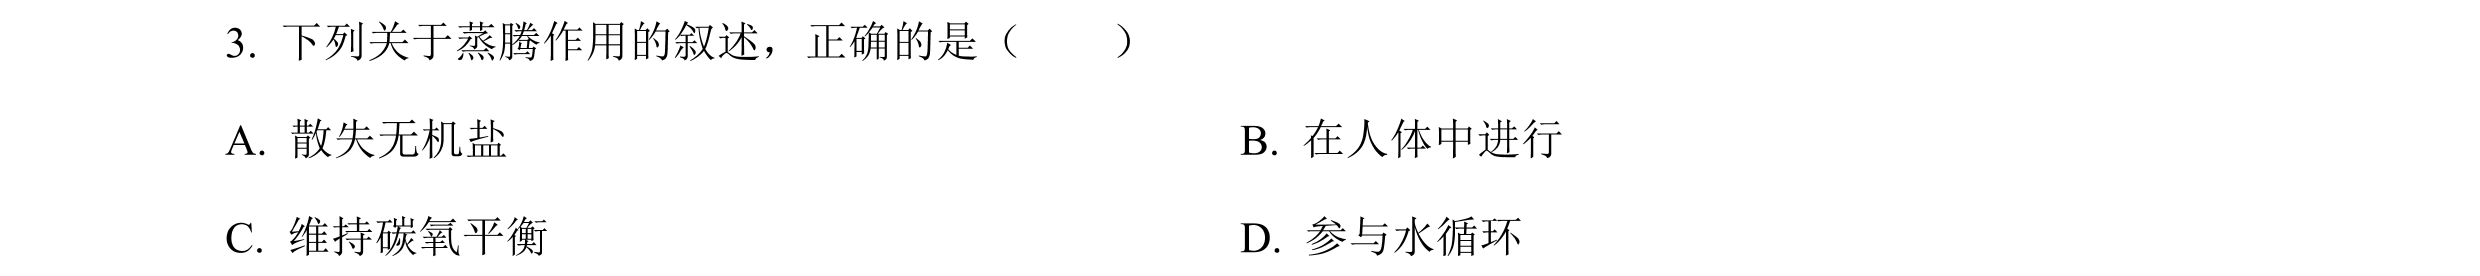 3. 下列关于蒸腾作用的叙述，正确的是（　　）
A. 散失无机盐　　B. 在人体中进行
C. 维持碳氧平衡　　D. 参与水循环